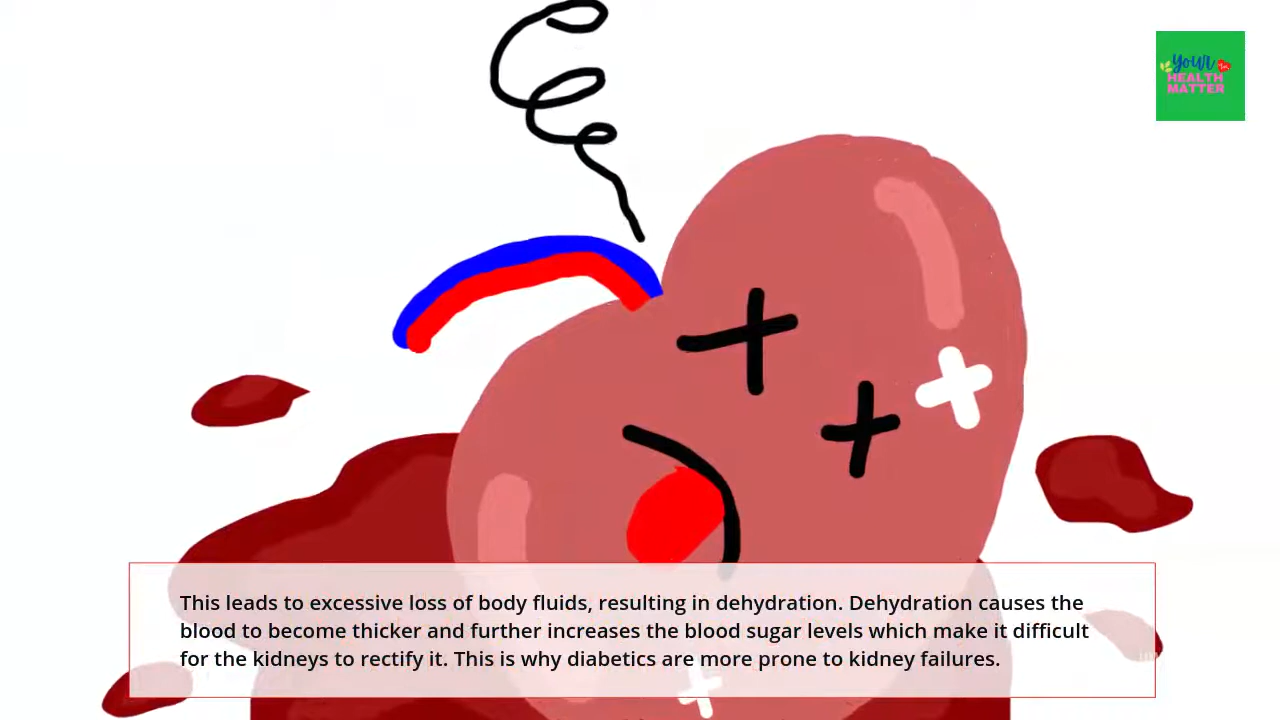 your
HEALTH
MATTER
This leads to excessive loss of body fluids, resulting in dehydration. Dehydration causes the
blood to become thicker and further increases the blood sugar levels which make it difficult
for the kidneys to rectify it. This is why diabetics are more prone to kidney failures.